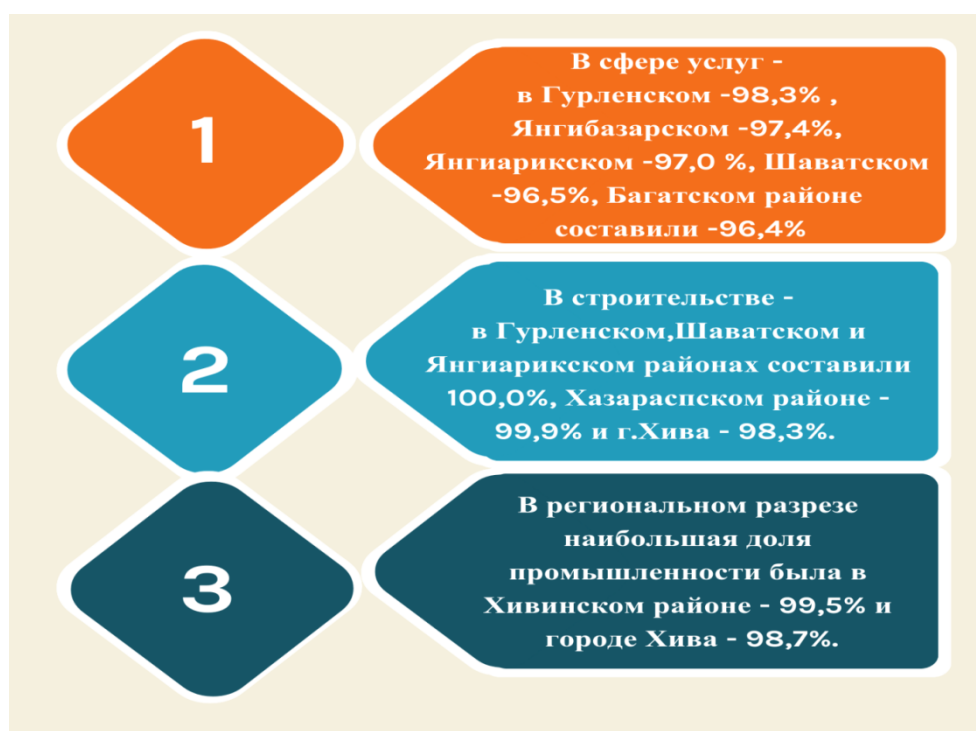 1
В сфере услуг -
в Гурленском -98,3% ,
Янгибазарском -97,4%,
Янгиарикском -97,0 %, Шаватском
-96,5%, Багатском районе
составили -96,4%
2
В строительстве -
в Гурленском,Шаватском и
Янгиарикском районах составили
100,0%, Хазараспском районе -
99,9% и г.Хива - 98,3%.
3
В региональном разрезе
наибольшая доля
промышленности была в
Хивинском районе - 99,5% и
городе Хива - 98,7%.